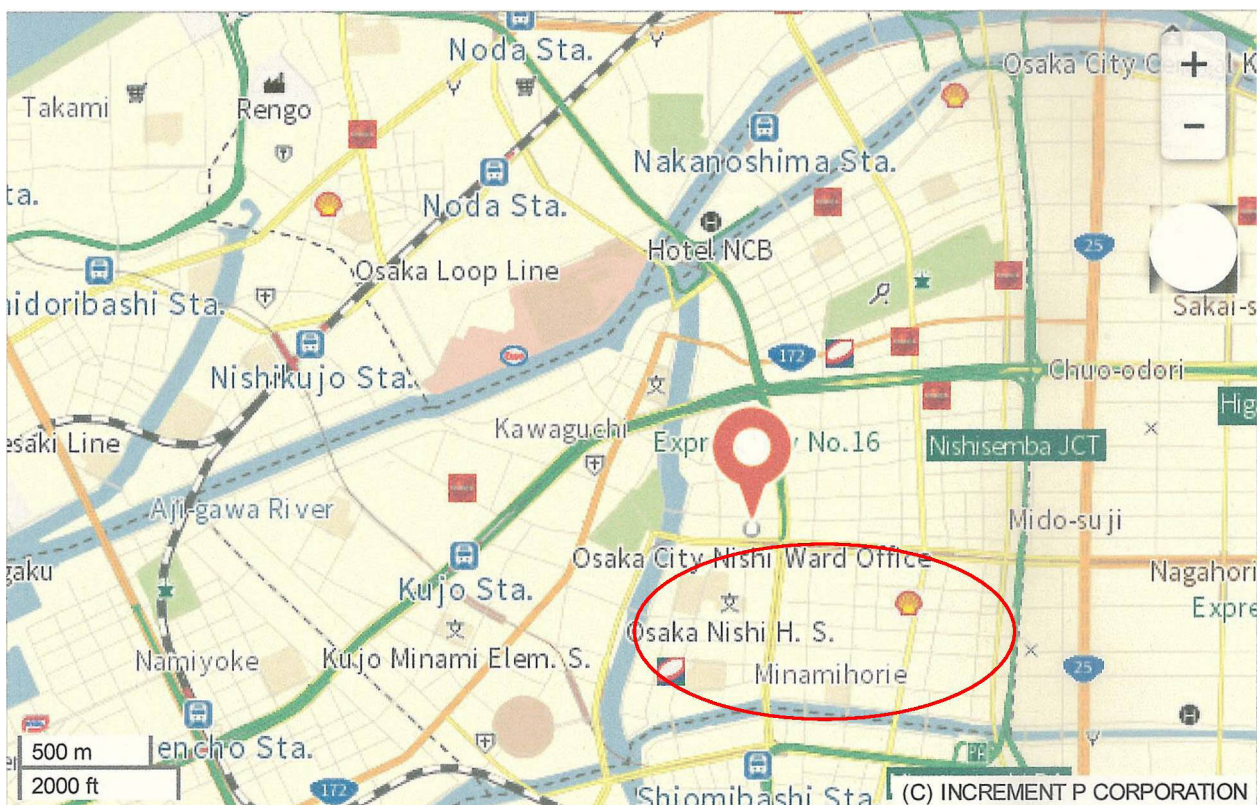 Noda Sta.
Osaka City
Takami
Rengo
Nakanoshima Sta.
Noda Sta.
Hotel NCB
25
Osaka Loop Line
idoribashi Sta.
Sakai-s
172
Nishikujo Sta.
Chuo-odori
Hig
Kawaguchi
esaki Line
No.16
Nishisemba JCT
Aji-gawa River
Mido-suji
Osaka City Nishi Ward Office
Kujo Sta.
gaku
Nagahori
Expre
Osaka Nishi H. S.
Namiyoke
Kujo Minami Elem. S.
Minamihorie
25
500 m
encho Sta.
2000 ft
172
PA
Shiomibashi Sta
(C) INCREMENT P CORPORATION